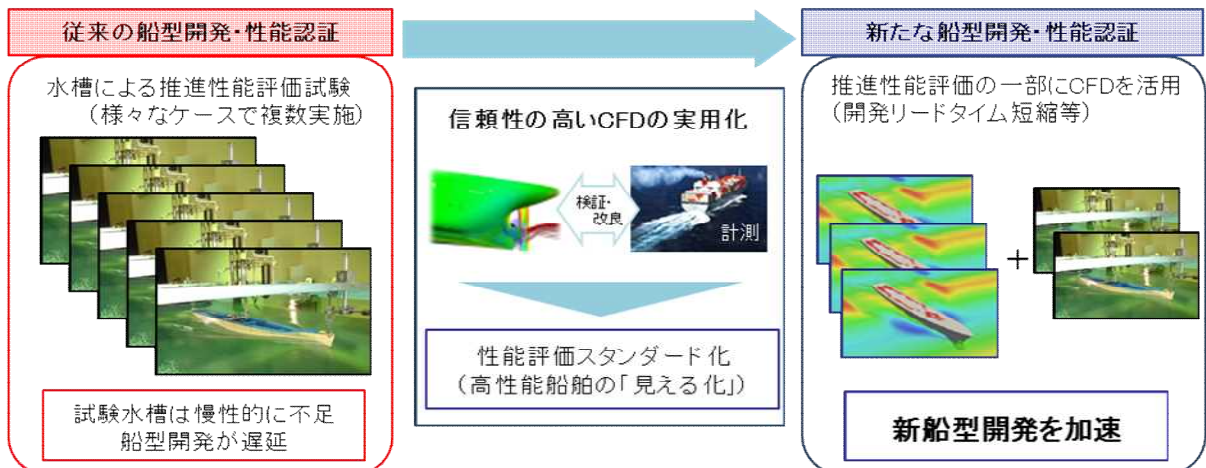 従来の船型開発・性能認証
水槽による推進性能評価試験
（様々なケースで複数実施）
試験水槽は慢性的に不足
船型開発が遅延
信頼性の高いCFDの実用化
検証・
改良
計測
性能評価スタンダード化
（高性能船舶の「見える化」）
新たな船型開発・性能認証
推進性能評価の一部にCFDを活用
（開発リードタイム短縮等）
+
新船型開発を加速